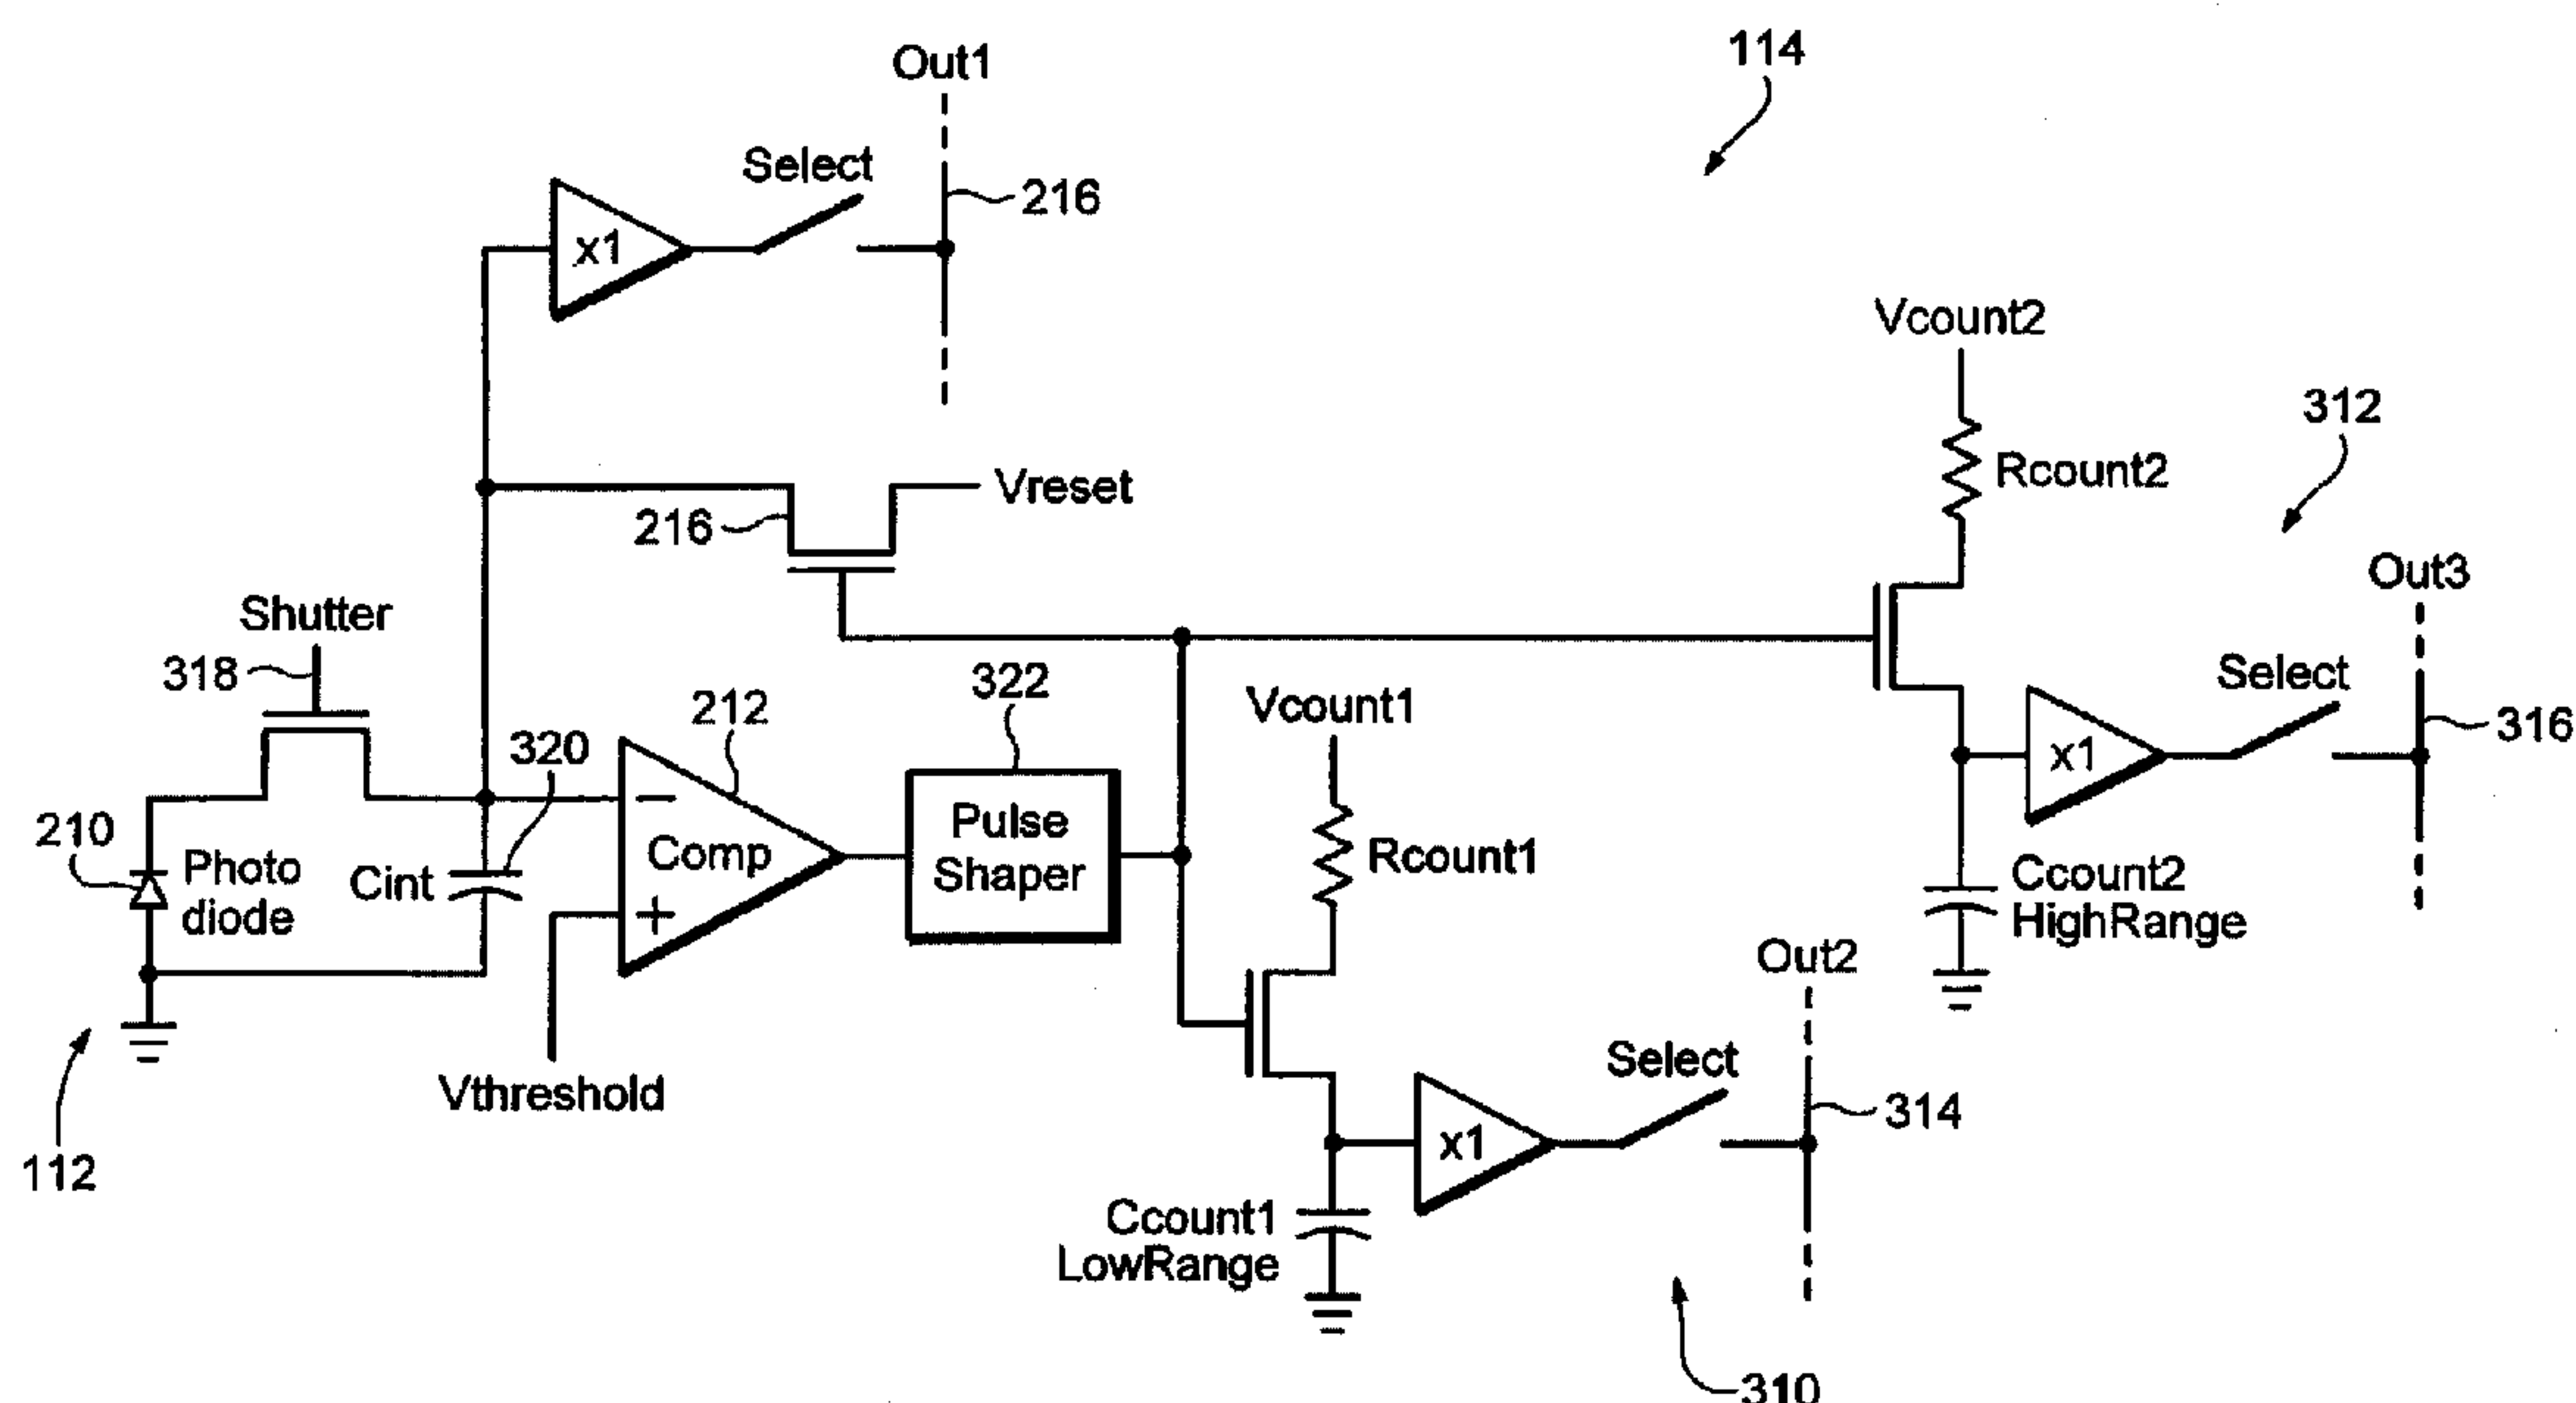 Out1
114
Select
216
x1
Vcount2
312
Rcount2
Vreset
216
Out3
Shutter
318
322
212
Vcount1
Select
316
320
x1
210
Photo
diode
Cint
Comp
Pulse
Shaper
Rcount1
Ccount2
HighRange
Out2
Vthreshold
Select
314
112
x1
Ccount1
LowRange
310